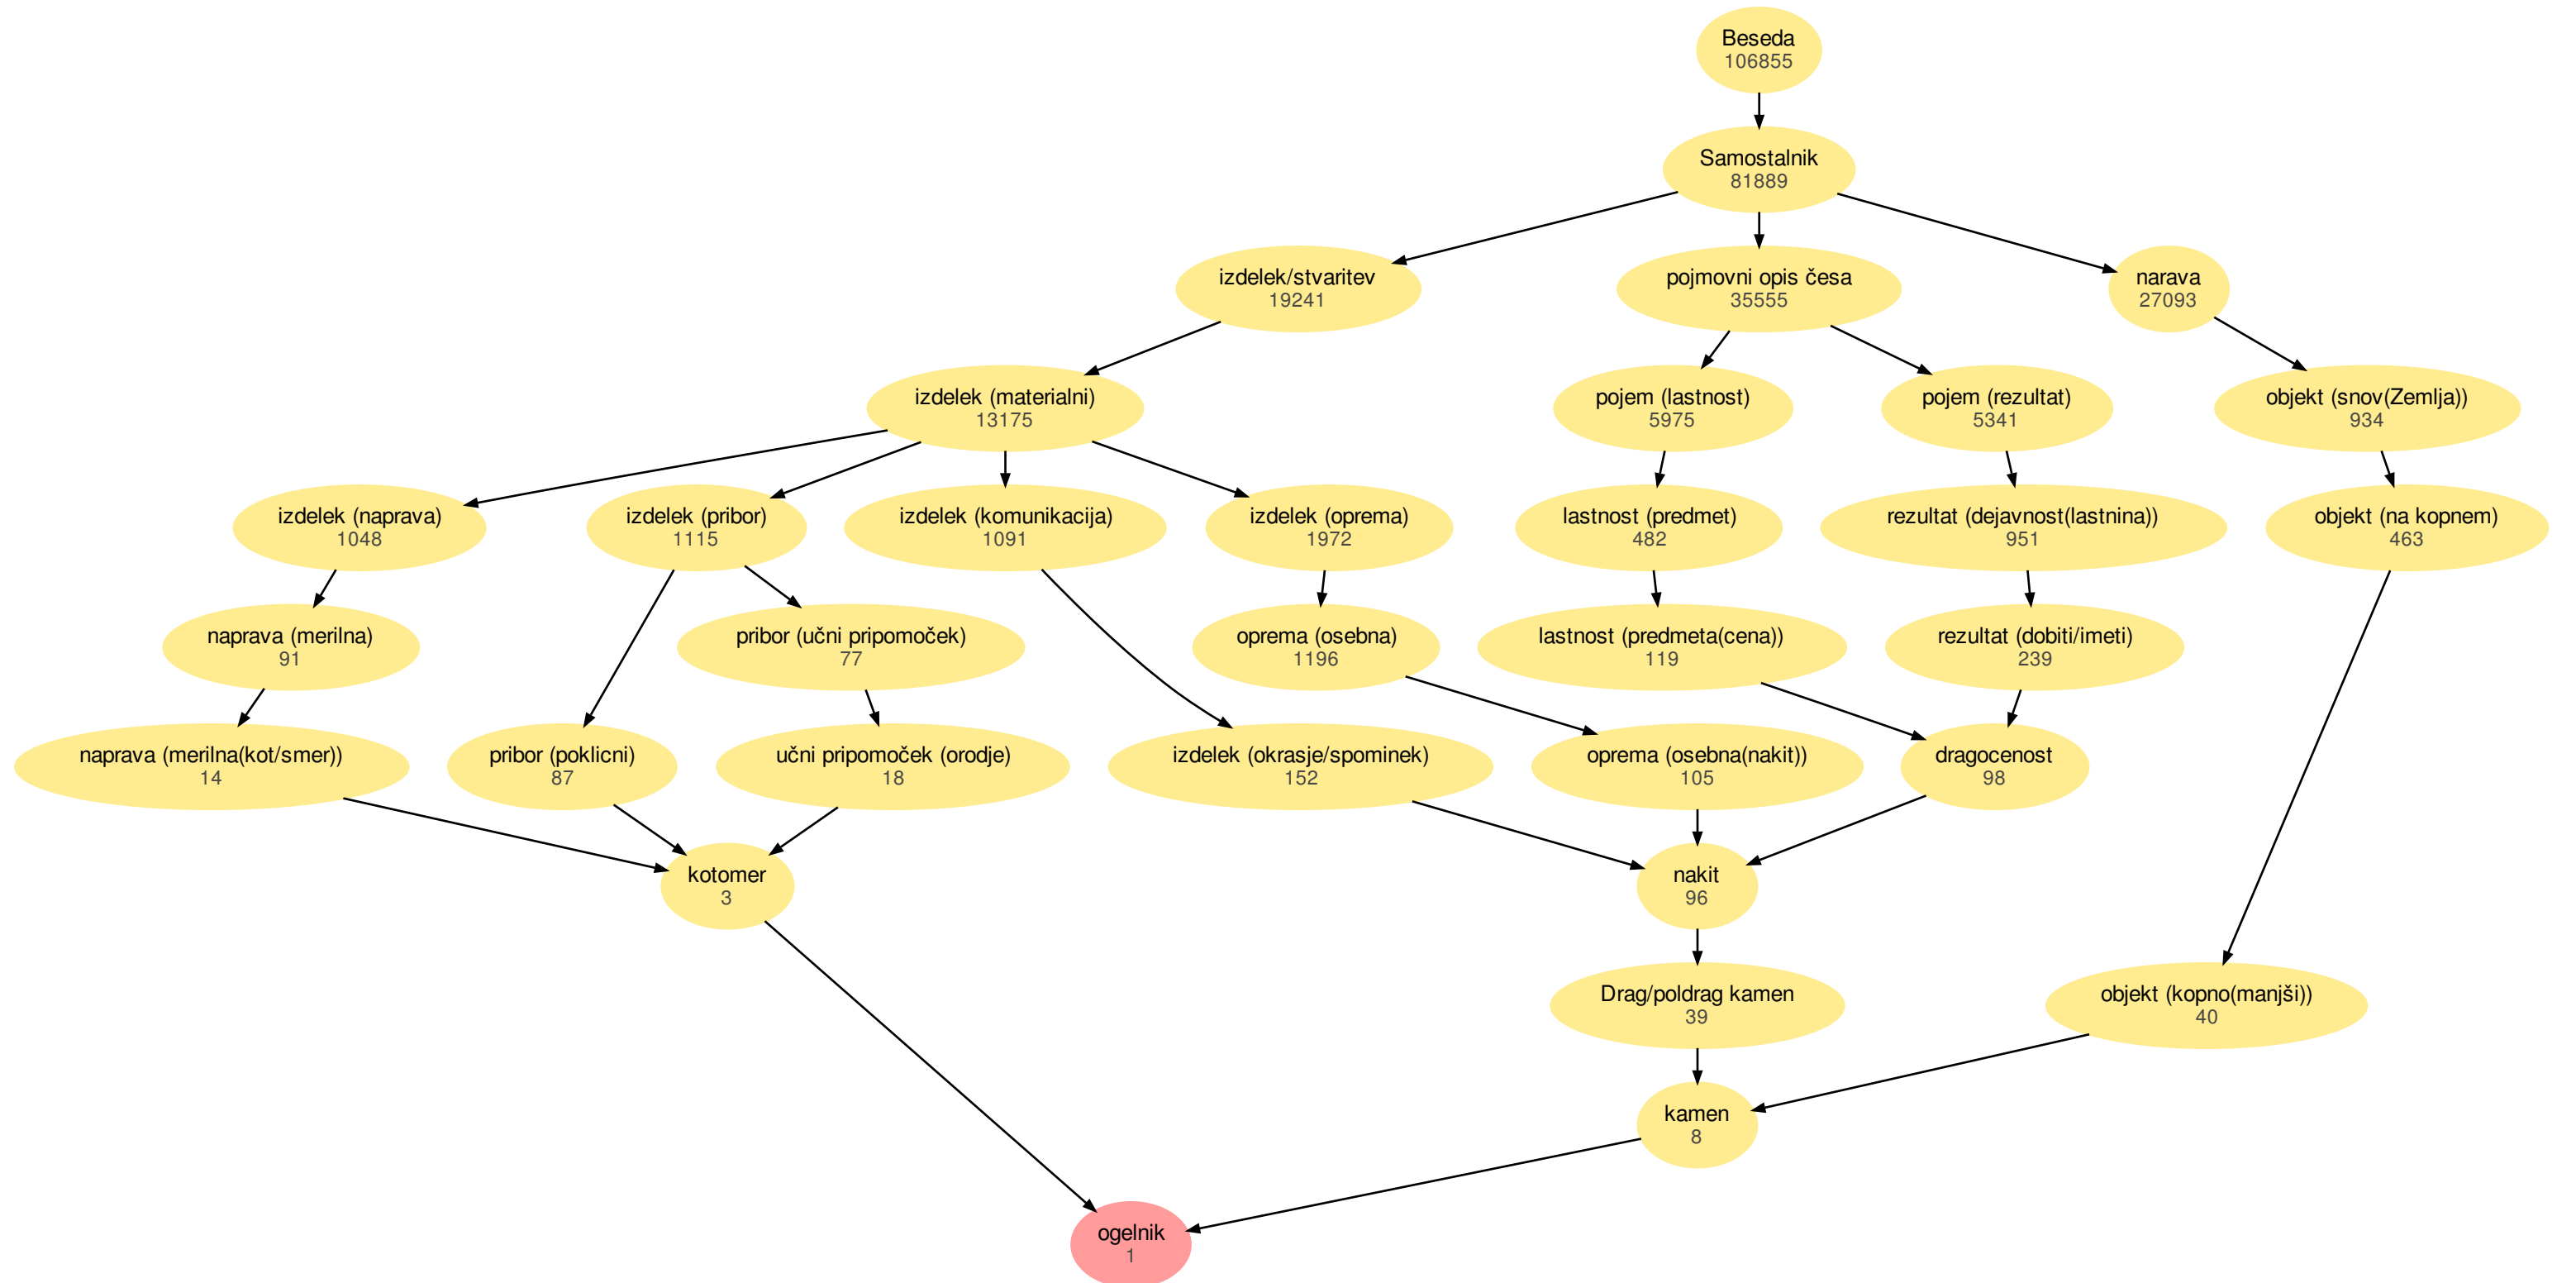 Beseda
106855
Samostalnik
81889
izdelek/stvaritev
19241
pojmovni opis česa
35555
narava
27093
izdelek (materialni)
13175
pojem (lastnost)
5975
pojem (rezultat)
5341
objekt (snov(Zemlja))
934
izdelek (naprava)
1048
izdelek (pribor)
1115
izdelek (komunikacija)
1091
izdelek (oprema)
1972
lastnost (predmet)
482
rezultat (dejavnost(lastnina))
951
objekt (na kopnem)
463
naprava (merilna)
91
pribor (učni pripomoček)
77
oprema (osebna)
1196
lastnost (predmeta(cena))
119
rezultat (dobiti/imeti)
239
naprava (merilna(kot/smer))
14
pribor (poklicni)
87
učni pripomoček (orodje)
18
izdelek (okrasje/spominek)
152
oprema (osebna(nakit))
105
dragocenost
98
kotomer
3
nakit
96
Drag/poldrag kamen
39
objekt (kopno(manjši))
40
kamen
8
ogelnik
1